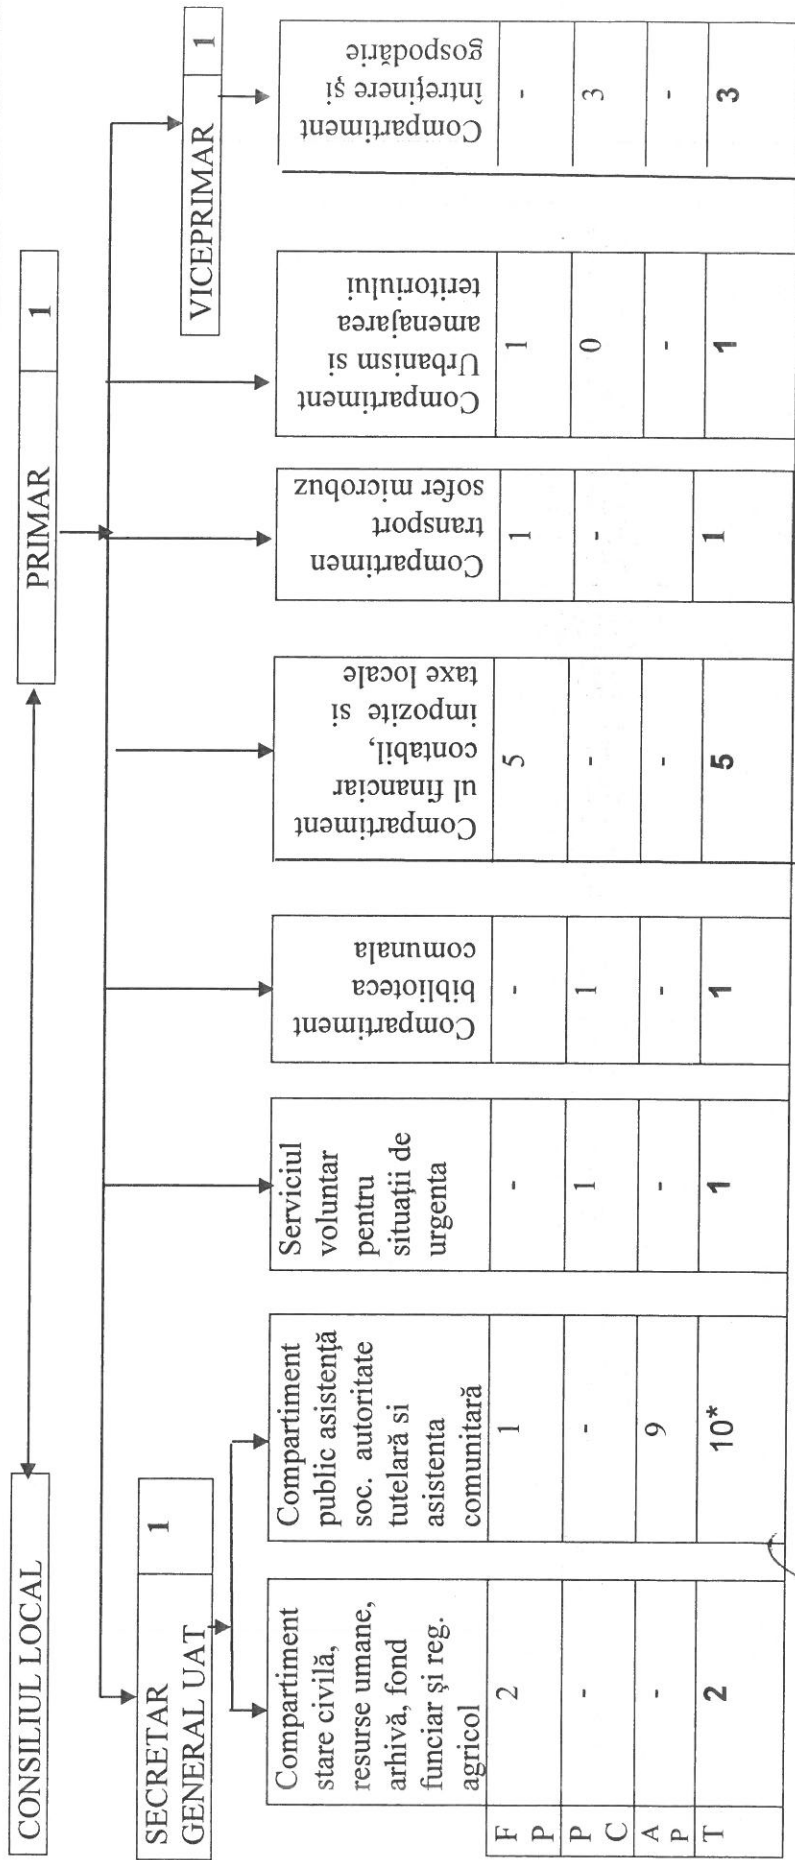 CONSILIUL LOCAL
PRIMAR
1
SECRETAR
GENERAL UAT
1
VICEPRIMAR
1
Compartiment
stare civilă,
resurse umane,
arhivă, fond
funciar şi reg.
agricol
Compartiment
public asistenţă
soc. autoritate
tutelară si
asistenta
comunitară
Serviciul
voluntar
pentru
situaţii de
urgenta
Compartiment
biblioteca
comunala
Compartiment
ul financiar
contabil,
impozite si
taxe locale
Compartimen
transport
sofer microbuz
Compartiment
Urbanism si
amenajarea
teritoriului
Compartiment
întreţinere şi
gospodărie
F
P
2
1
-
-
5
1
1
-
P
C
-
-
1
1
-
-
0
3
A
P
-
9
-
-
-
-
-
T
2
10*
1
1
5
1
1
3